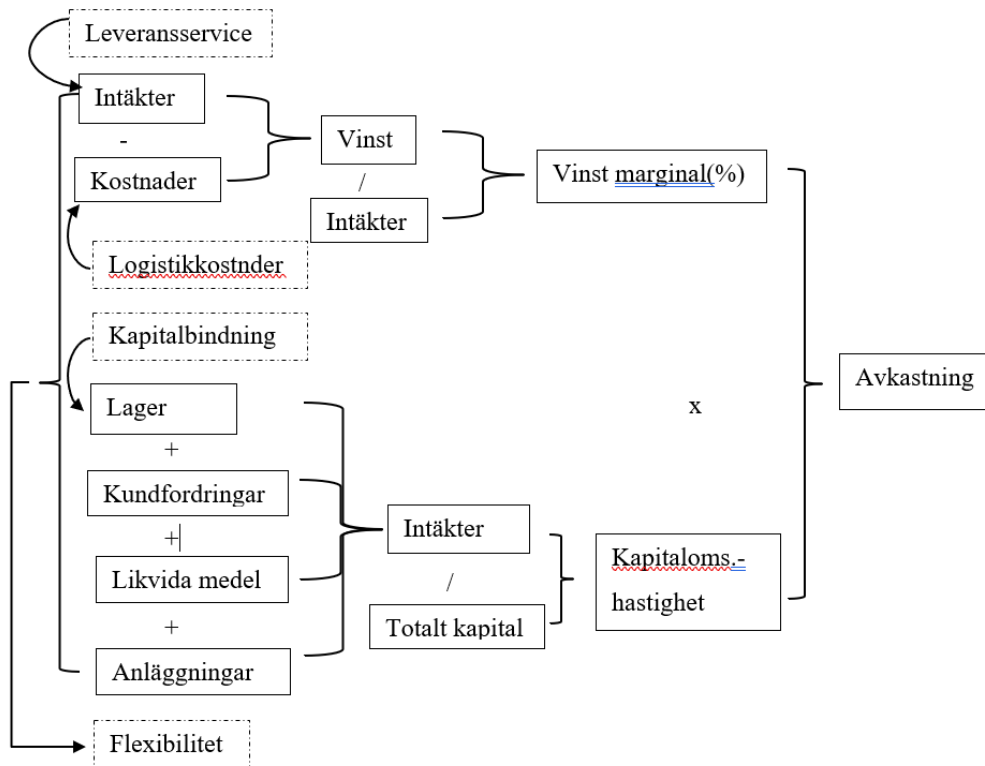 Leveransservice
Intäkter
-
Kostnader
Vinst
/
Intäkter
Vinst marginal(%)
Logistikkostnder
Kapitalbindning
Lager
+
Kundfordringar
+
Likvida medel
+
Anläggningar
Intäkter
/
Totalt kapital
Kapitaloms.-
hastighet
x
Avkastning
Flexibilitet